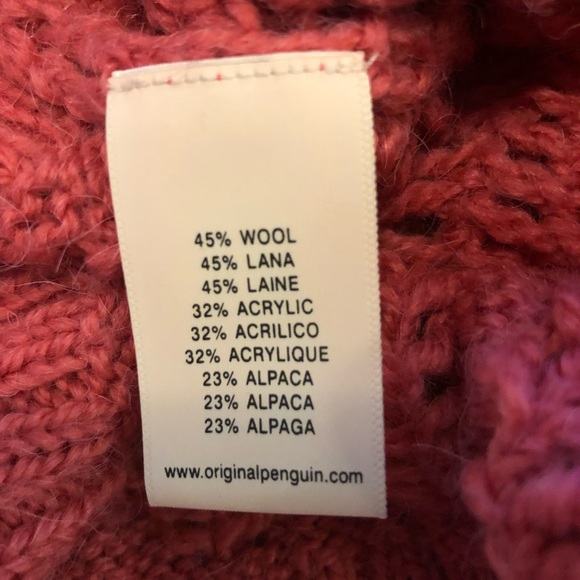 45% WOOL
45% LANA
45% LAINE
32% ACRYLIC
32% ACRILICO
32% ACRYLIQUE
23% ALPACA
23% ALPACA
23% ALPAGA
www.originalpenguin.com